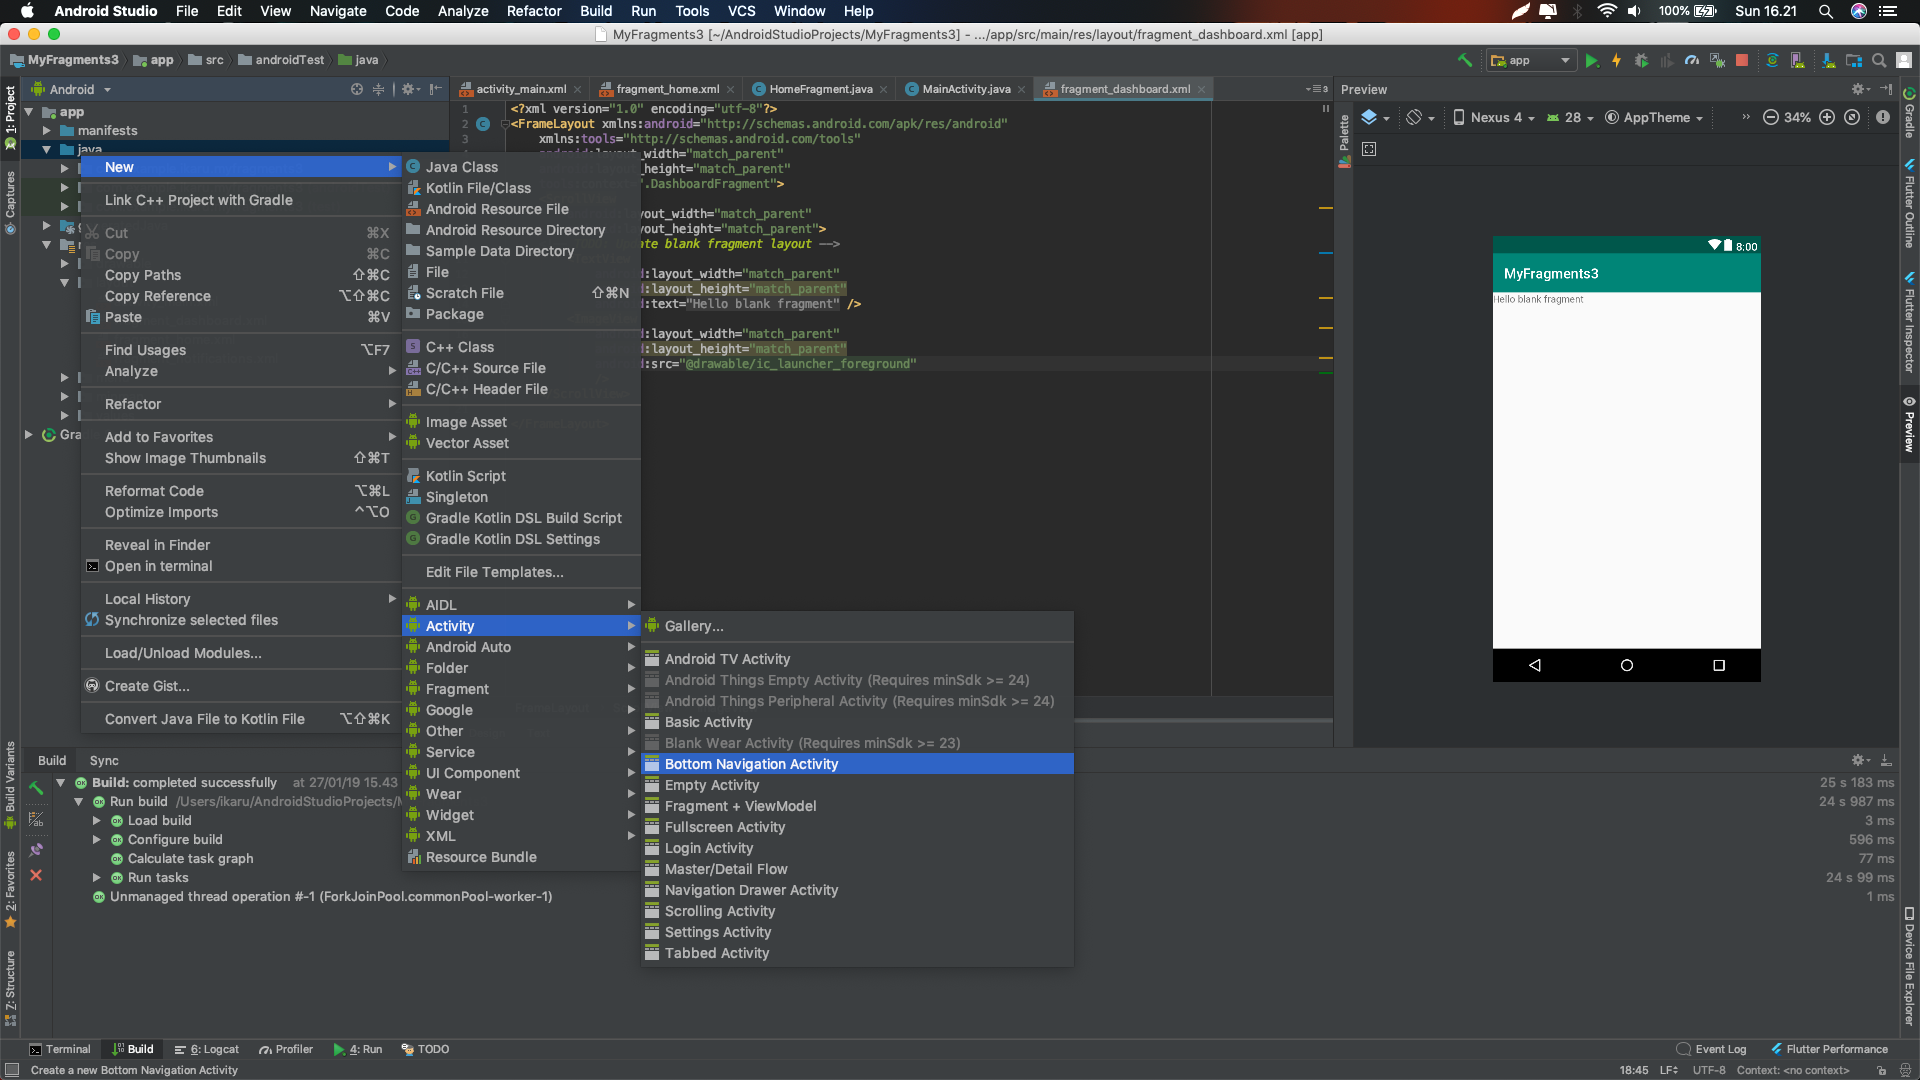 Android Studio File Edit View Navigate Code Analyze Refactor Build Run Tools VCS Window Help 100% Sun 16.21
MyFragments3 [~/AndroidStudioProjects/MyFragments3] - .../app/src/main/res/layout/fragment_dashboard.xml [app]
MyFragments3 app src androidTest java app
Android activity_main.xml fragment_home.xml HomeFragment.java MainActivity.java fragment_dashboard.xml Preview
Nexus 4 28 AppTheme 34%
1: Project
Captures
Build Variants
2: Favorites
Z: Structure
Palette
Gradle
Flutter Outline
Flutter Inspector
Preview
Device File Explorer
app
manifests
java
Gra
1 <?xml version="1.0" encoding="utf-8"?>
2 <FrameLayout xmlns:android="http://schemas.android.com/apk/res/android"
3 xmlns:tools="http://schemas.android.com/tools"
4 android:layout_width="match_parent"
_height="match_parent"
".DashboardFragment">
yout_width="match_parent"
yout_height="match_parent">
ate blank fragment layout -->
:layout_width="match_parent"
:layout_height="match_parent"
:text="Hello blank fragment" />
:layout_width="match_parent"
:layout_height="match_parent"
:src="@drawable/ic_launcher_foreground"
New
Link C++ Project with Gradle
Cut ⌘X
Copy ⌘C
Copy Paths ⇧⌘C
Copy Reference ⌥⇧⌘C
Paste ⌘V
Find Usages ⌥F7
Analyze
Refactor
Add to Favorites
Show Image Thumbnails ⇧⌘T
Reformat Code ⌥⌘L
Optimize Imports ^⌥O
Reveal in Finder
Open in terminal
Local History
Synchronize selected files
Load/Unload Modules...
Create Gist...
Convert Java File to Kotlin File ⌥⇧⌘K
Java Class
Kotlin File/Class
Android Resource File
Android Resource Directory
Sample Data Directory
File
Scratch File ⇧⌘N
Package
C++ Class
C/C++ Source File
C/C++ Header File
Image Asset
Vector Asset
Kotlin Script
Singleton
Gradle Kotlin DSL Build Script
Gradle Kotlin DSL Settings
Edit File Templates...
AIDL
Activity
Android Auto
Folder
Fragment
Google
Other
Service
UI Component
Wear
Widget
XML
Resource Bundle
Gallery...
Android TV Activity
Android Things Empty Activity (Requires minSdk >= 24)
Android Things Peripheral Activity (Requires minSdk >= 24)
Basic Activity
Blank Wear Activity (Requires minSdk >= 23)
Bottom Navigation Activity
Empty Activity
Fragment + ViewModel
Fullscreen Activity
Login Activity
Master/Detail Flow
Navigation Drawer Activity
Scrolling Activity
Settings Activity
Tabbed Activity
8:00
MyFragments3
Hello blank fragment
Build Sync
Build: completed successfully at 27/01/19 15.43 25 s 183 ms
Run build /Users/ikaru/AndroidStudioProjects/ 24 s 987 ms
Load build 3 ms
Configure build 596 ms
Calculate task graph 77 ms
Run tasks 24 s 99 ms
Unmanaged thread operation #-1 (ForkJoinPool.commonPool-worker-1) 1 ms
Terminal Build 6: Logcat Profiler 4: Run TODO Event Log Flutter Performance
Create a new Bottom Navigation Activity 18:45 LF UTF-8 Context: <no context>